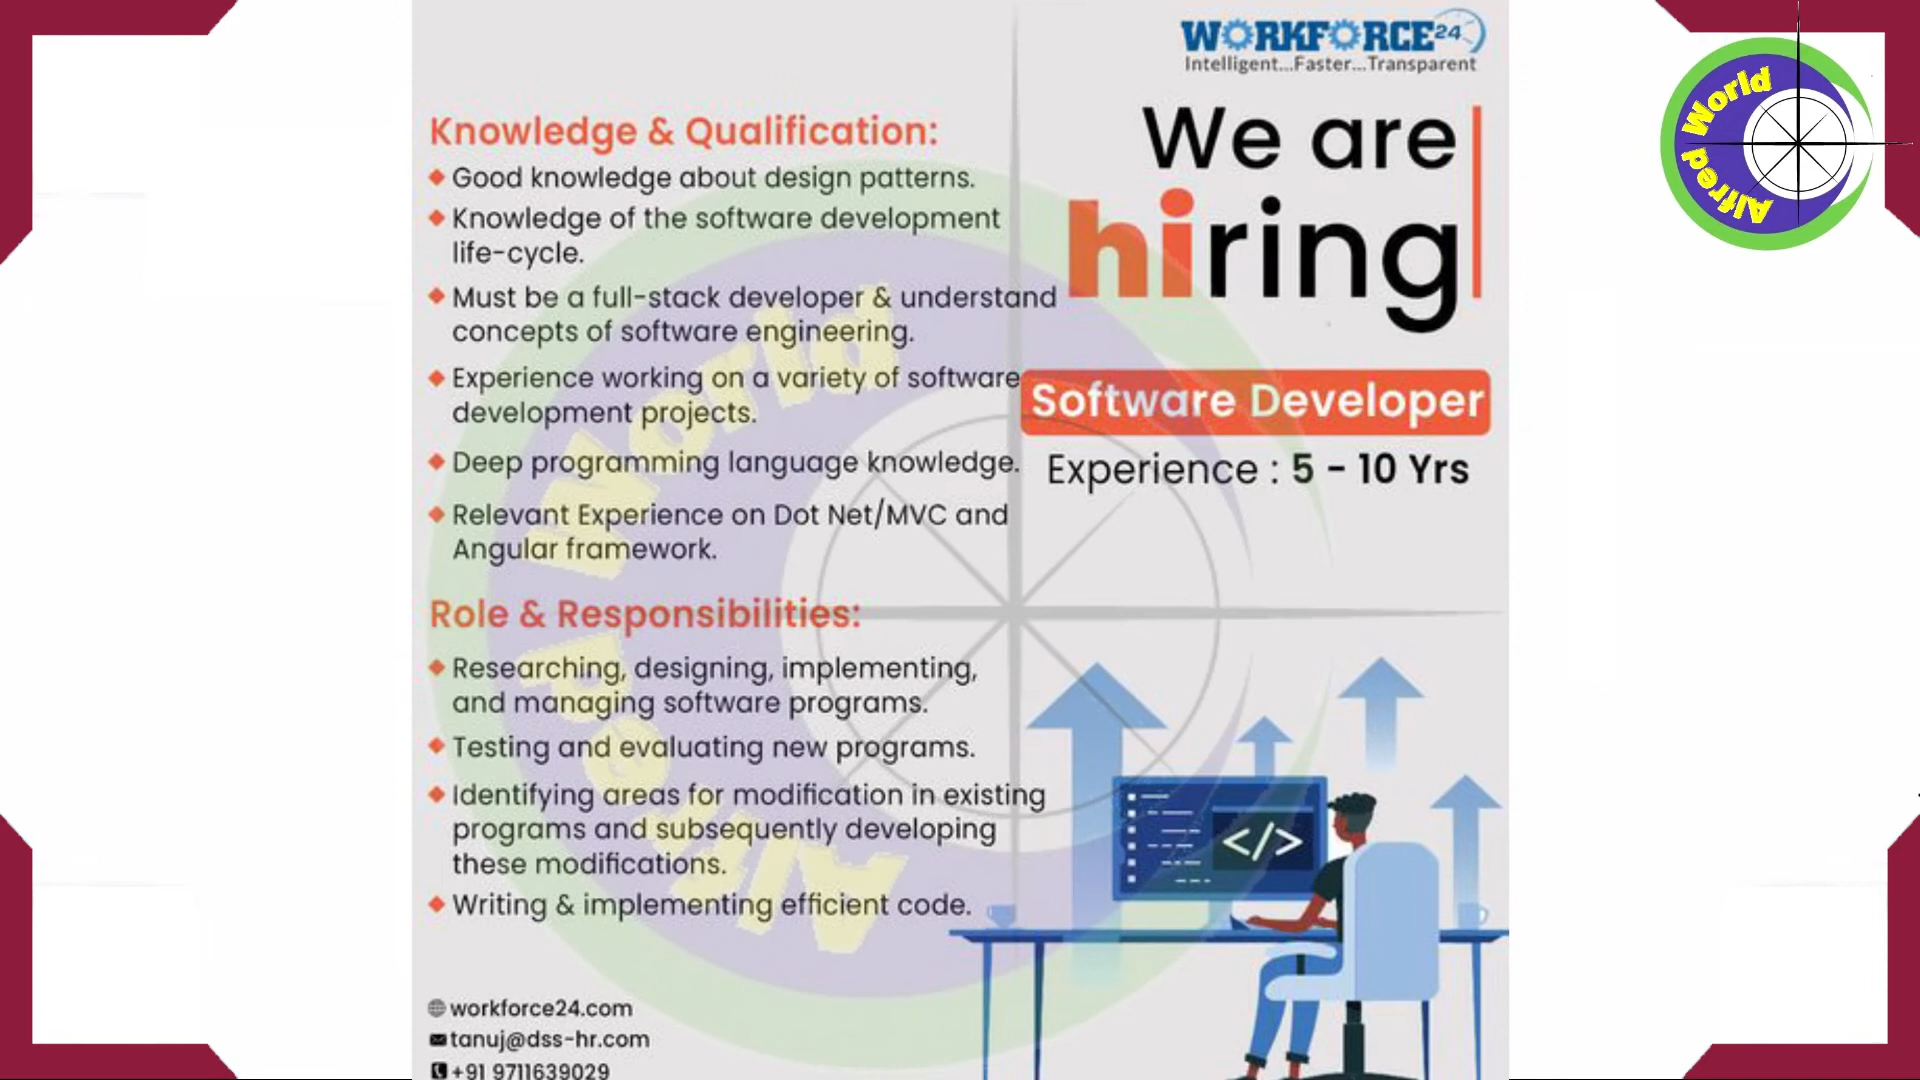 WORKFORCE24
Intelligent...Faster...Transparent
We are
hiring
Software Developer
Experience : 5 - 10 Yrs
Knowledge & Qualification:
Good knowledge about design patterns.
Knowledge of the software development
life-cycle.
Must be a full-stack developer & understand
concepts of software engineering.
Experience working on a variety of software
development projects.
Deep programming language knowledge.
Relevant Experience on Dot Net/MVC and
Angular framework.
Role & Responsibilities:
Researching, designing, implementing,
and managing software programs.
Testing and evaluating new programs.
Identifying areas for modification in existing
programs and subsequently developing
these modifications.
Writing & implementing efficient code.
</>
workforce24.com
tanuj@dss-hr.com
+91 9711639029
Alfred World
Alfred World